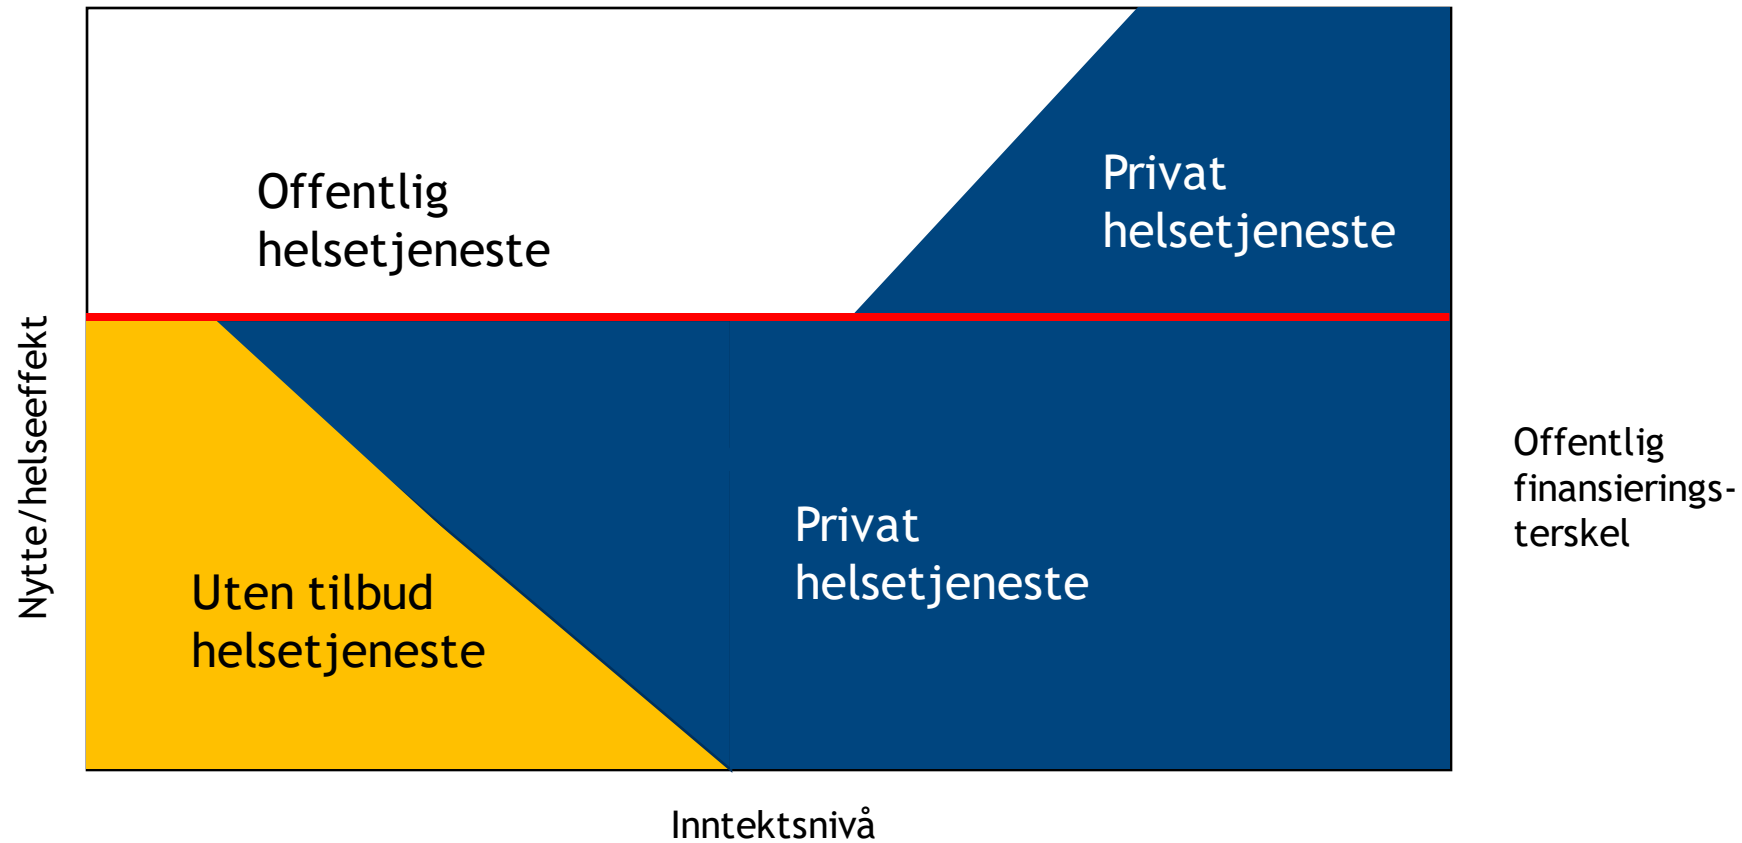 Offentlig
helsetjeneste
Privat
helsetjeneste
Nytte/helseeffekt
Offentlig
finansierings-
terskel
Privat
helsetjeneste
Uten tilbud
helsetjeneste
Inntektsnivå